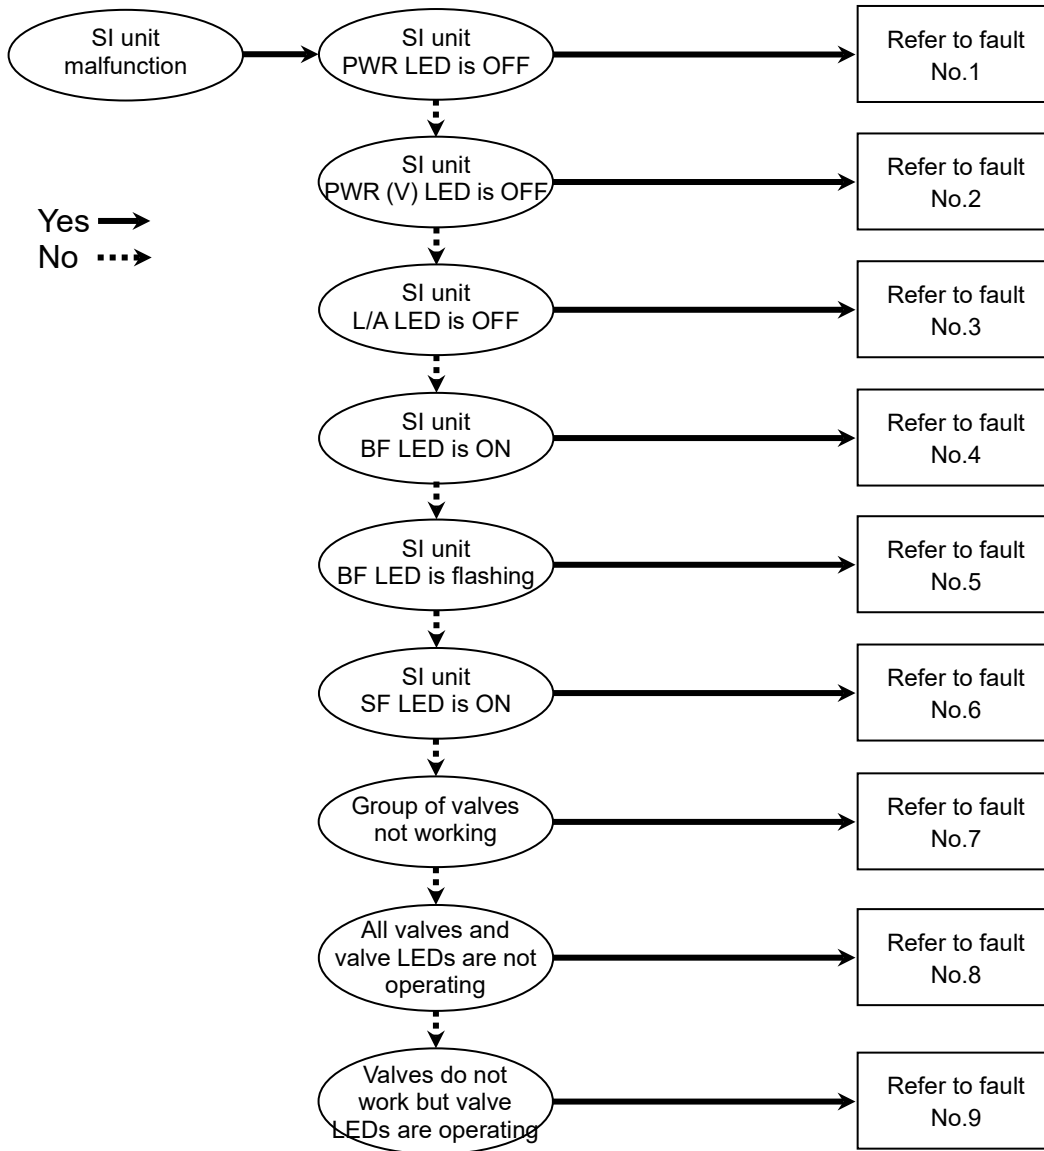 SI unit
malfunction
SI unit
PWR LED is OFF
Refer to fault
No.1
SI unit
PWR (V) LED is OFF
Refer to fault
No.2
Yes
No
SI unit
L/A LED is OFF
Refer to fault
No.3
SI unit
BF LED is ON
Refer to fault
No.4
SI unit
BF LED is flashing
Refer to fault
No.5
SI unit
SF LED is ON
Refer to fault
No.6
Group of valves
not working
Refer to fault
No.7
All valves and
valve LEDs are not
operating
Refer to fault
No.8
Valves do not
work but valve
LEDs are operating
Refer to fault
No.9